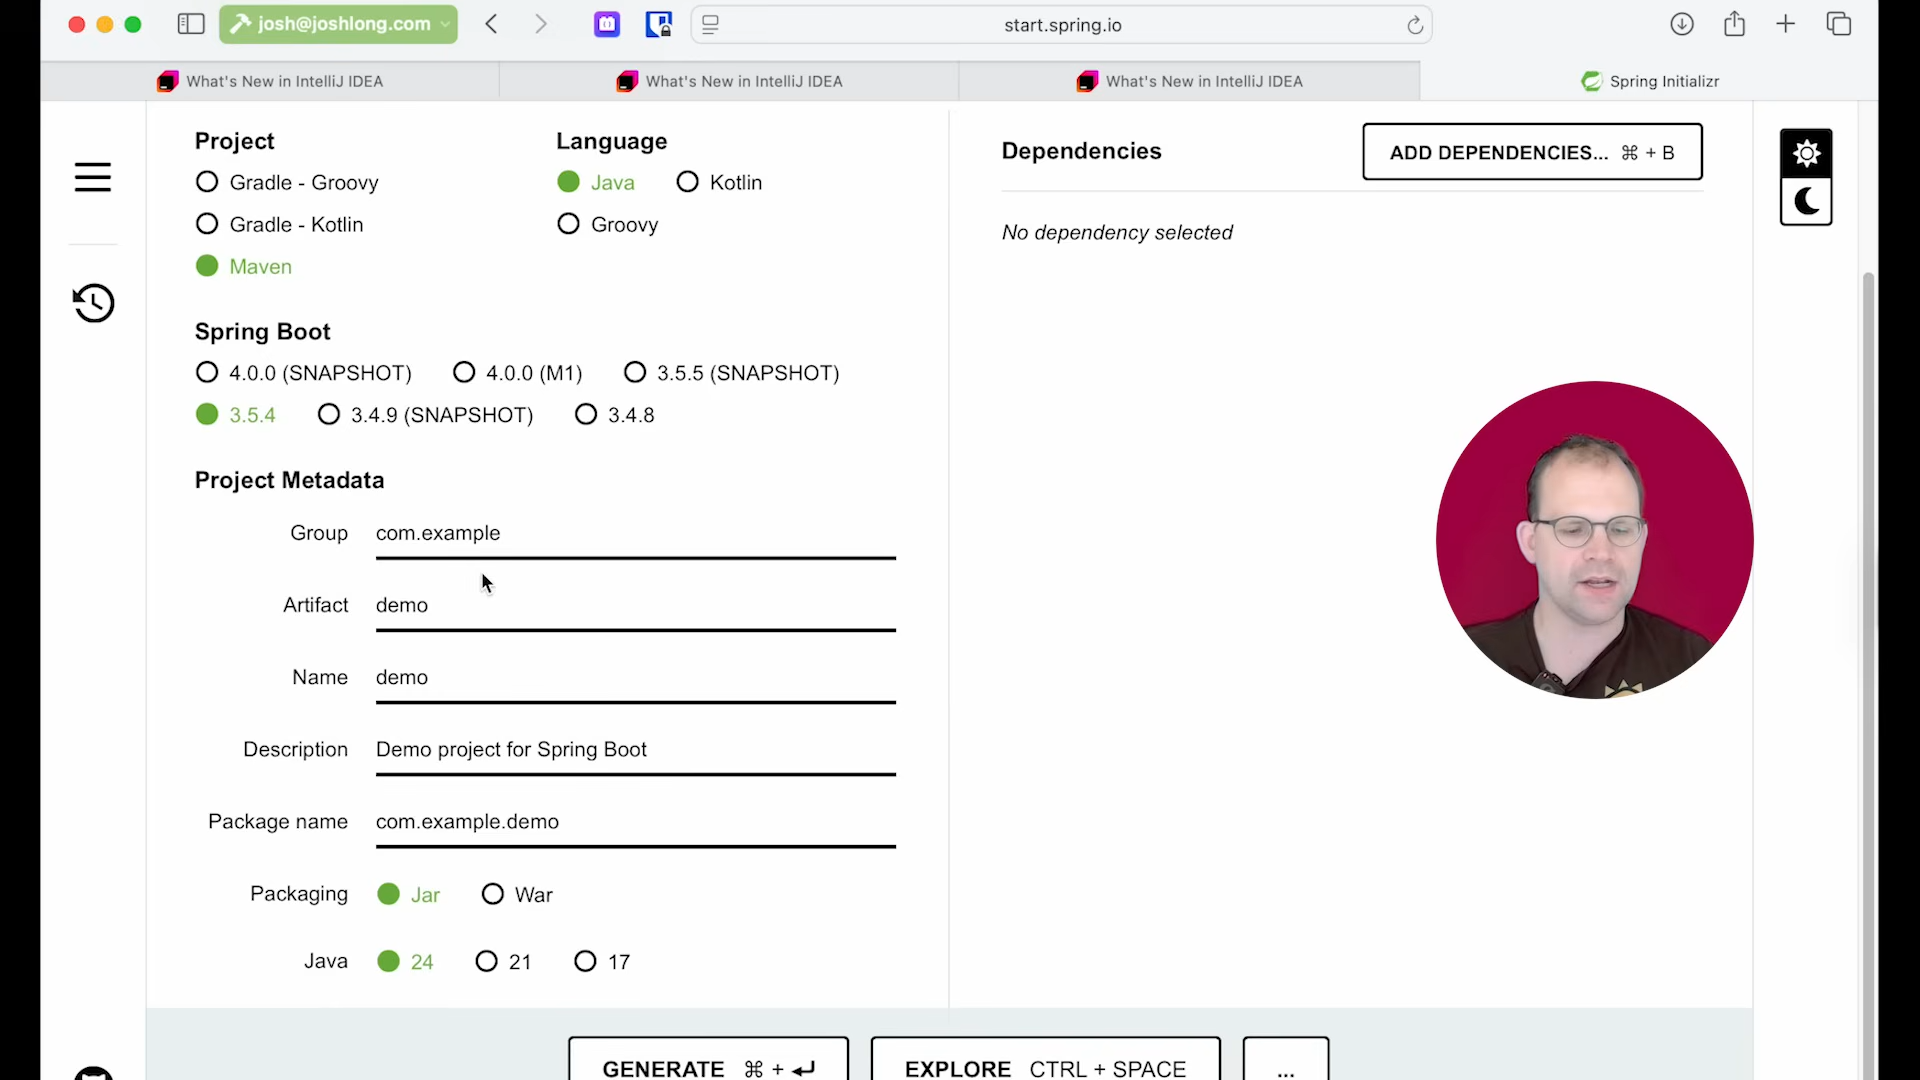 josh@joshlong.com
start.spring.io
What's New in IntelliJ IDEA
What's New in IntelliJ IDEA
What's New in IntelliJ IDEA
Spring Initializr
Project
Gradle - Groovy
Gradle - Kotlin
Maven
Language
Java Kotlin
Groovy
Spring Boot
4.0.0 (SNAPSHOT) 4.0.0 (M1) 3.5.5 (SNAPSHOT)
3.5.4 3.4.9 (SNAPSHOT) 3.4.8
Project Metadata
Group com.example
Artifact demo
Name demo
Description Demo project for Spring Boot
Package name com.example.demo
Packaging Jar War
Java 24 21 17
Dependencies
ADD DEPENDENCIES... ⌘ + B
No dependency selected
GENERATE ⌘ + ↵
EXPLORE CTRL + SPACE
...